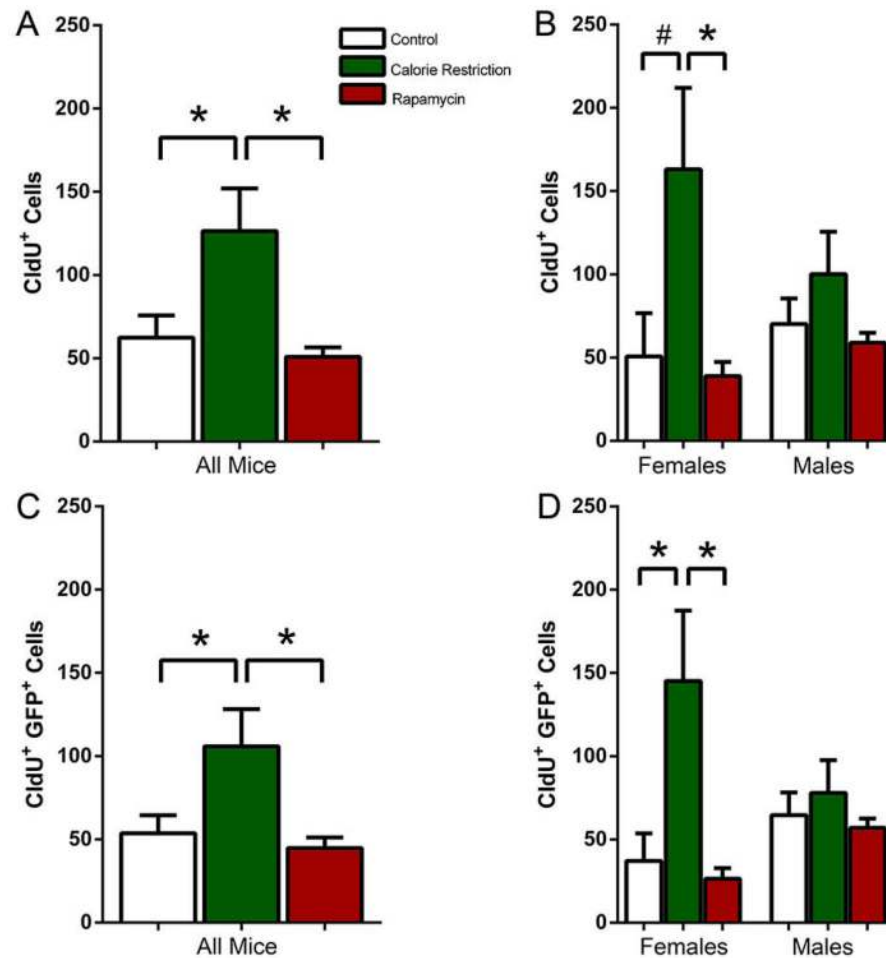 A
CldU⁺ Cells
250
200
150
100
50
0
* *
All Mice
Control
Calorie Restriction
Rapamycin
B
CldU⁺ Cells
250
200
150
100
50
0
# *
Females Males
C
CldU⁺ GFP⁺ Cells
250
200
150
100
50
0
* *
All Mice
D
CldU⁺ GFP⁺ Cells
250
200
150
100
50
0
* *
Females Males